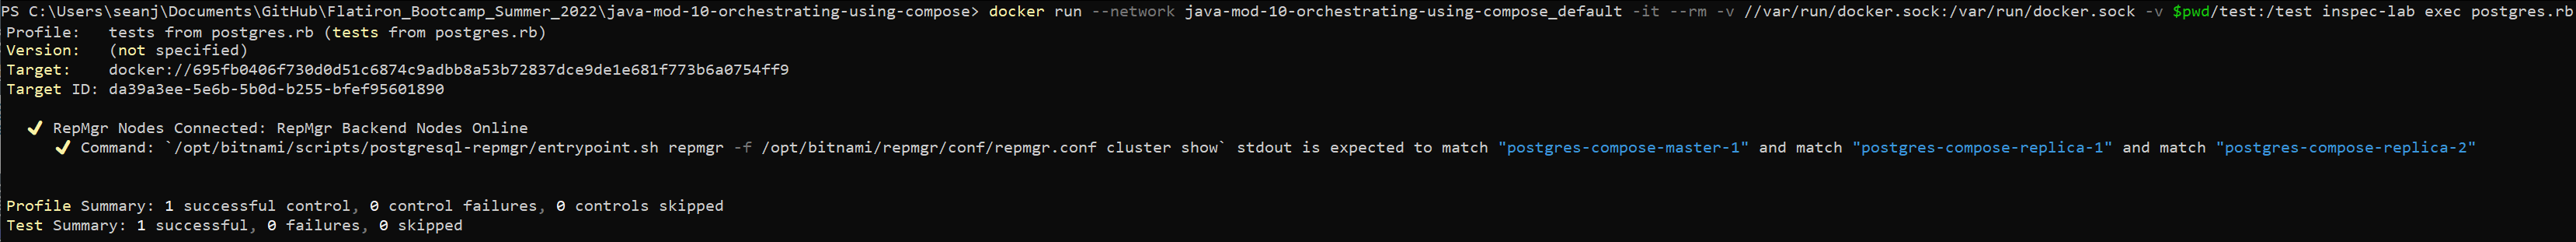 PS C:\Users\seanj\Documents\GitHub\Flatiron_Bootcamp_Summer_2022\java-mod-10-orchestrating-using-compose> docker run --network java-mod-10-orchestrating-using-compose_default -it --rm -v //var/run/docker.sock:/var/run/docker.sock -v $pwd/test:/test inspec-lab exec postgres.rb
Profile:   tests from postgres.rb (tests from postgres.rb)
Version:   (not specified)
Target:    docker://695fb0406f730d0d51c6874c9adbb8a53b72837dce9de1e681f773b6a0754ff9
Target ID: da39a3ee-5e6b-5b0d-b255-bfef95601890
✔ RepMgr Nodes Connected: RepMgr Backend Nodes Online
✔ Command: `/opt/bitnami/scripts/postgresql-repmgr/entrypoint.sh repmgr -f /opt/bitnami/repmgr/conf/repmgr.conf cluster show` stdout is expected to match "postgres-compose-master-1" and match "postgres-compose-replica-1" and match "postgres-compose-replica-2"
Profile Summary: 1 successful control, 0 control failures, 0 controls skipped
Test Summary: 1 successful, 0 failures, 0 skipped